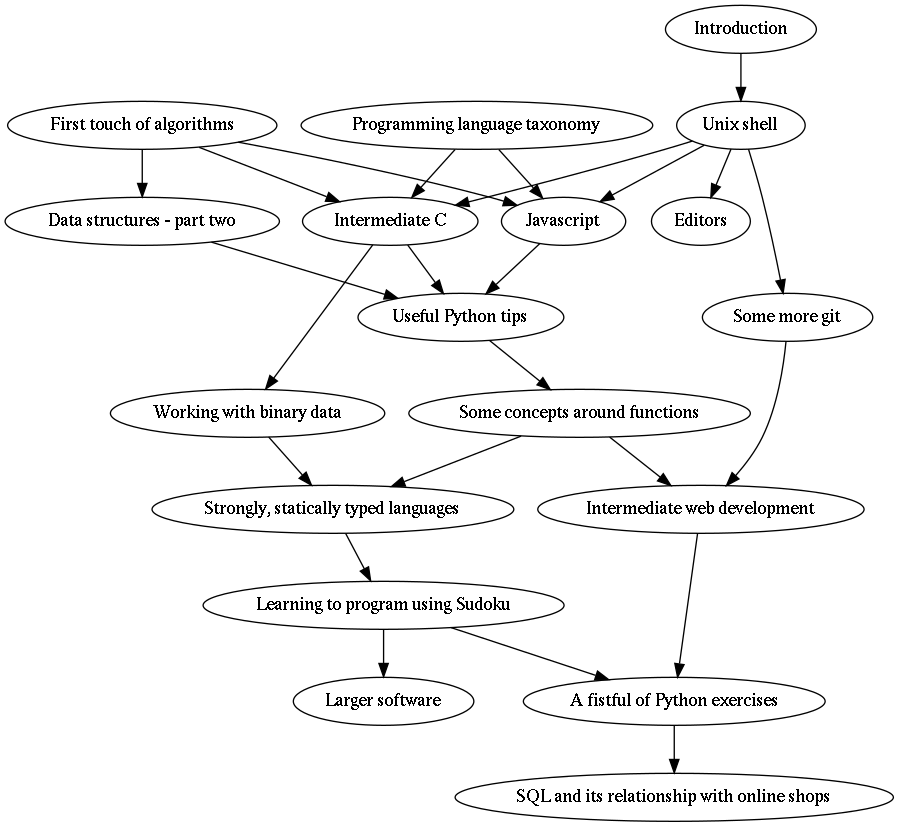 Introduction
First touch of algorithms
Programming language taxonomy
Unix shell
Data structures - part two
Intermediate C
Javascript
Editors
Useful Python tips
Some more git
Working with binary data
Some concepts around functions
Strongly, statically typed languages
Intermediate web development
Learning to program using Sudoku
Larger software
A fistful of Python exercises
SQL and its relationship with online shops